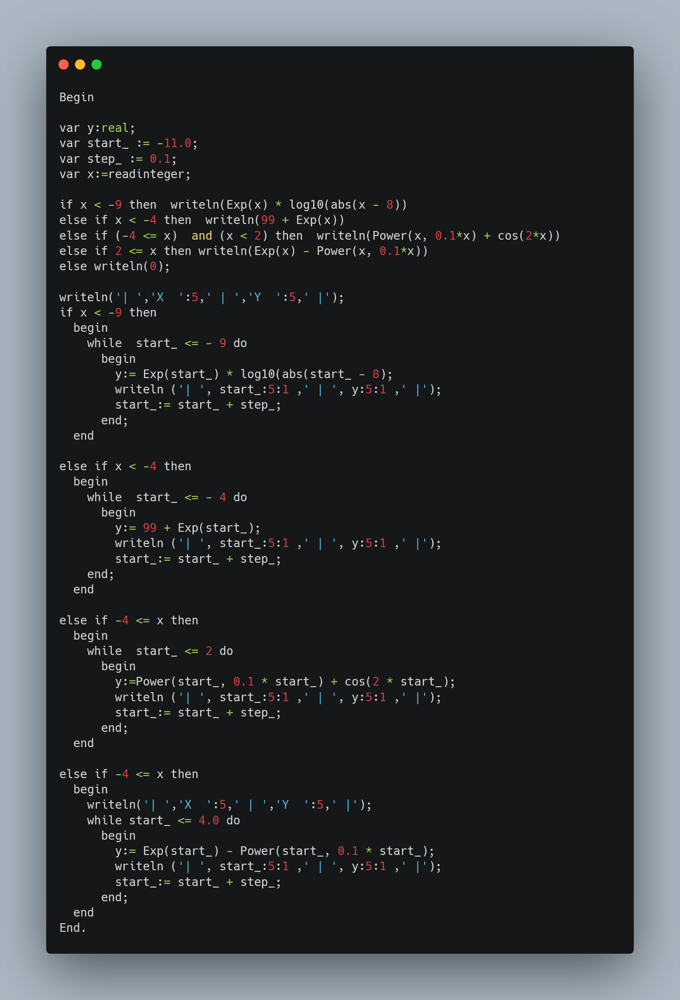 Begin

var y:real;
var start_ := -11.0;
var step_ := 0.1;
var x:=readinteger;

if x < -9 then  writeln(Exp(x) * log10(abs(x - 8))
else if x < -4 then  writeln(99 + Exp(x))
else if (-4 <= x)  and (x < 2) then  writeln(Power(x, 0.1*x) + cos(2*x))
else if 2 <= x then writeln(Exp(x) - Power(x, 0.1*x))
else writeln(0);

writeln('| ','X  ':5,' | ','Y  ':5,' |');
if x < -9 then
  begin
    while  start_ <= - 9 do
      begin
        y:= Exp(start_) * log10(abs(start_ - 8);
        writeln ('| ', start_:5:1 ,' | ', y:5:1 ,' |');
        start_:= start_ + step_;
      end;
  end

else if x < -4 then
  begin
    while  start_ <= - 4 do
      begin
        y:= 99 + Exp(start_);
        writeln ('| ', start_:5:1 ,' | ', y:5:1 ,' |');
        start_:= start_ + step_;
    end;
  end

else if -4 <= x then
  begin
    while  start_ <= 2 do
      begin
        y:=Power(start_, 0.1 * start_) + cos(2 * start_);
        writeln ('| ', start_:5:1 ,' | ', y:5:1 ,' |');
        start_:= start_ + step_;
      end;
  end

else if -4 <= x then
  begin
    writeln('| ','X  ':5,' | ','Y  ':5,' |');
    while start_ <= 4.0 do
      begin
        y:= Exp(start_) - Power(start_, 0.1 * start_);
        writeln ('| ', start_:5:1 ,' | ', y:5:1 ,' |');
        start_:= start_ + step_;
      end;
  end
End.